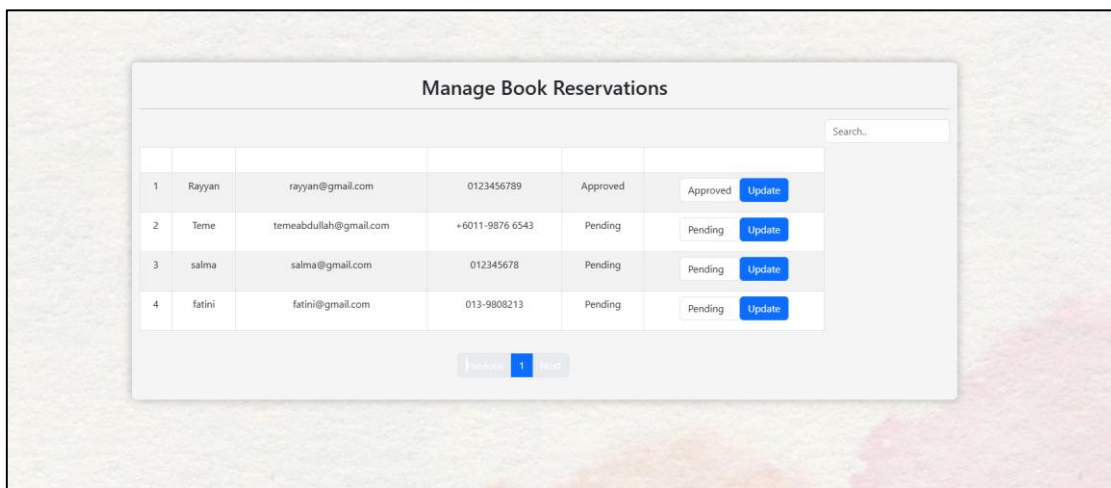 Manage Book Reservations
Search..
1 Rayyan rayyan@gmail.com 0123456789 Approved Approved Update
2 Teme temeabdullah@gmail.com +6011-9876 6543 Pending Pending Update
3 salma salma@gmail.com 012345678 Pending Pending Update
4 fatini fatini@gmail.com 013-9808213 Pending Pending Update
Previous 1 Next